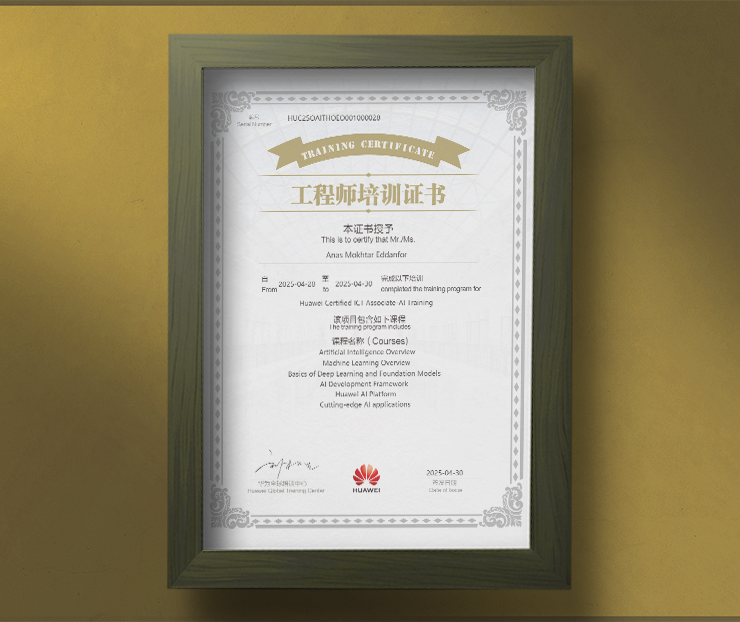 编号
Serial Number
TRAINING CERTIFICATE
工程师培训证书
本证书授予
This is to certify that Mr./Ms.
Anas Mokhtar Eddanfor
自 至 完成以下培训
From 2025-04-28 to 2025-04-30 completed the training program for
Huawei Certified ICT Associate-AI Training
该项目包含如下课程
The training program includes
课程名称（Courses）
Artificial Intelligence Overview
Machine Learning Overview
Basics of Deep Learning and Foundation Models
AI Development Framework
Huawei AI Platform
Cutting-edge AI applications
华为全球培训中心
Huawei Global Training Center
HUAWEI
2025-04-30
签发日期
Date of Issue